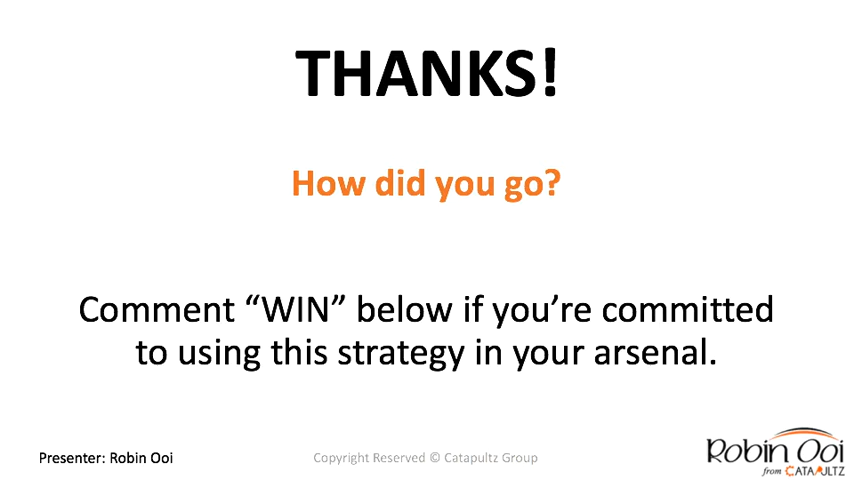 THANKS!
How did you go?
Comment “WIN” below if you’re committed
to using this strategy in your arsenal.
Presenter: Robin Ooi
Copyright Reserved © Catapultz Group
Robin Ooi
from CATAPULTZ